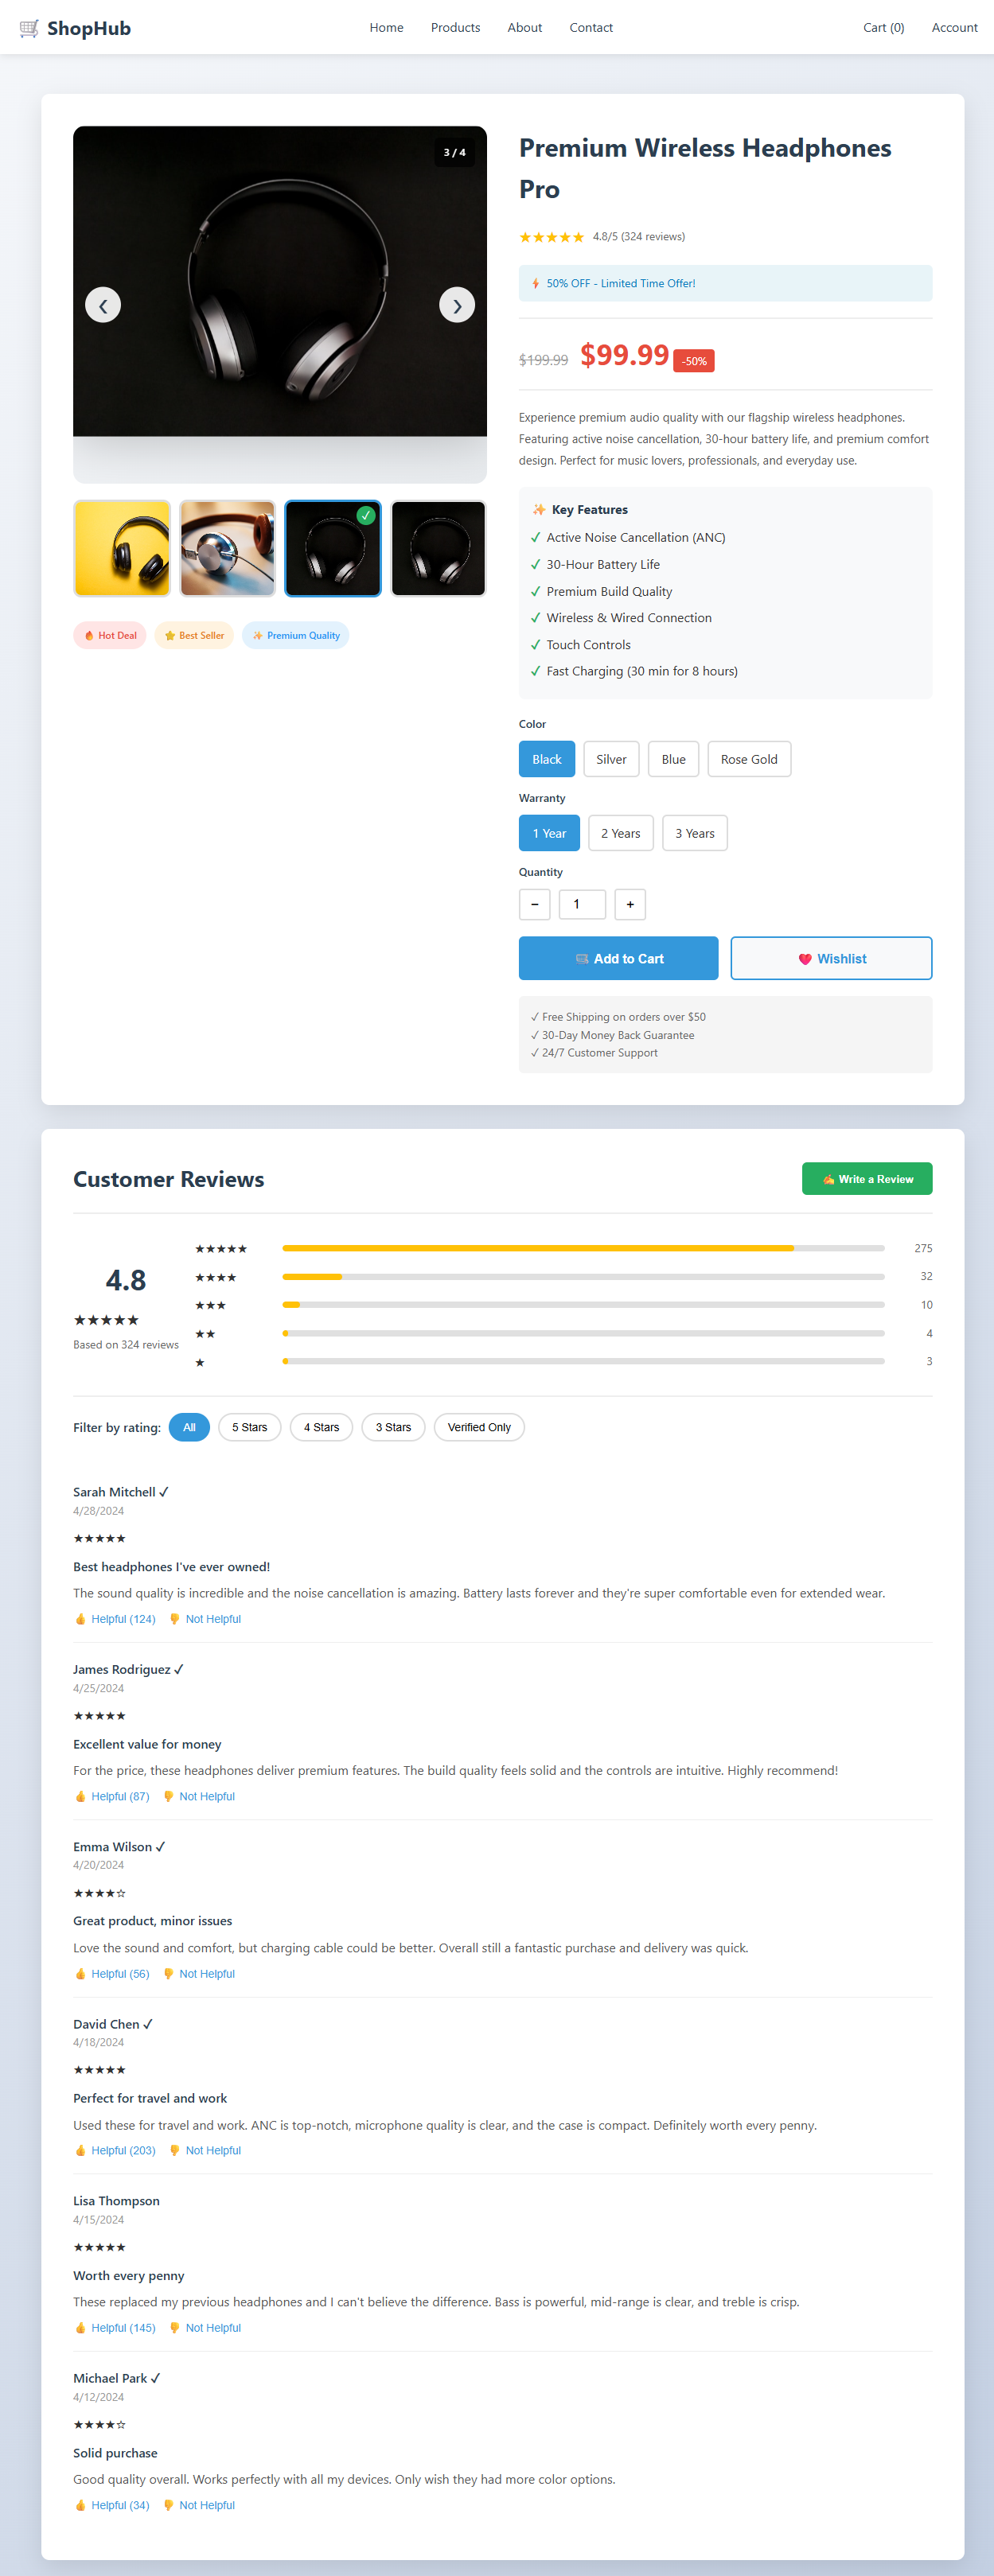 🛒 ShopHub
Home
Products
About
Contact
Cart (0)
Account
3 / 4
❮
❯
✓
🔥 Hot Deal
⭐ Best Seller
✨ Premium Quality
Premium Wireless Headphones
Pro
★★★★★ 4.8/5 (324 reviews)
⚡ 50% OFF - Limited Time Offer!
$199.99 $99.99 -50%
Experience premium audio quality with our flagship wireless headphones.
Featuring active noise cancellation, 30-hour battery life, and premium comfort
design. Perfect for music lovers, professionals, and everyday use.
✨ Key Features
✓ Active Noise Cancellation (ANC)
✓ 30-Hour Battery Life
✓ Premium Build Quality
✓ Wireless & Wired Connection
✓ Touch Controls
✓ Fast Charging (30 min for 8 hours)
Color
Black
Silver
Blue
Rose Gold
Warranty
1 Year
2 Years
3 Years
Quantity
− 1 +
🛒 Add to Cart
💗 Wishlist
✓ Free Shipping on orders over $50
✓ 30-Day Money Back Guarantee
✓ 24/7 Customer Support
Customer Reviews
✍ Write a Review
4.8
★★★★★
Based on 324 reviews
★★★★★ 275
★★★★ 32
★★★ 10
★★ 4
★ 3
Filter by rating: All 5 Stars 4 Stars 3 Stars Verified Only
Sarah Mitchell ✓
4/28/2024
★★★★★
Best headphones I've ever owned!
The sound quality is incredible and the noise cancellation is amazing. Battery lasts forever and they're super comfortable even for extended wear.
👍 Helpful (124) 👎 Not Helpful
James Rodriguez ✓
4/25/2024
★★★★★
Excellent value for money
For the price, these headphones deliver premium features. The build quality feels solid and the controls are intuitive. Highly recommend!
👍 Helpful (87) 👎 Not Helpful
Emma Wilson ✓
4/20/2024
★★★★☆
Great product, minor issues
Love the sound and comfort, but charging cable could be better. Overall still a fantastic purchase and delivery was quick.
👍 Helpful (56) 👎 Not Helpful
David Chen ✓
4/18/2024
★★★★★
Perfect for travel and work
Used these for travel and work. ANC is top-notch, microphone quality is clear, and the case is compact. Definitely worth every penny.
👍 Helpful (203) 👎 Not Helpful
Lisa Thompson
4/15/2024
★★★★★
Worth every penny
These replaced my previous headphones and I can't believe the difference. Bass is powerful, mid-range is clear, and treble is crisp.
👍 Helpful (145) 👎 Not Helpful
Michael Park ✓
4/12/2024
★★★★☆
Solid purchase
Good quality overall. Works perfectly with all my devices. Only wish they had more color options.
👍 Helpful (34) 👎 Not Helpful